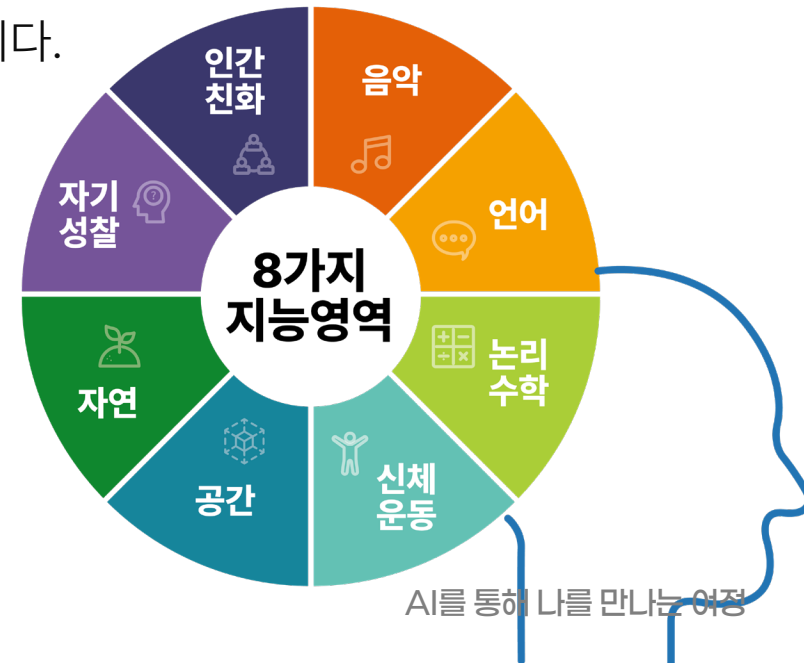 니다.
인간
친화
음악
언어
자기
성찰
8가지
지능영역
논리
수학
자연
공간
신체
운동
AI를 통해 나를 만나는 여정